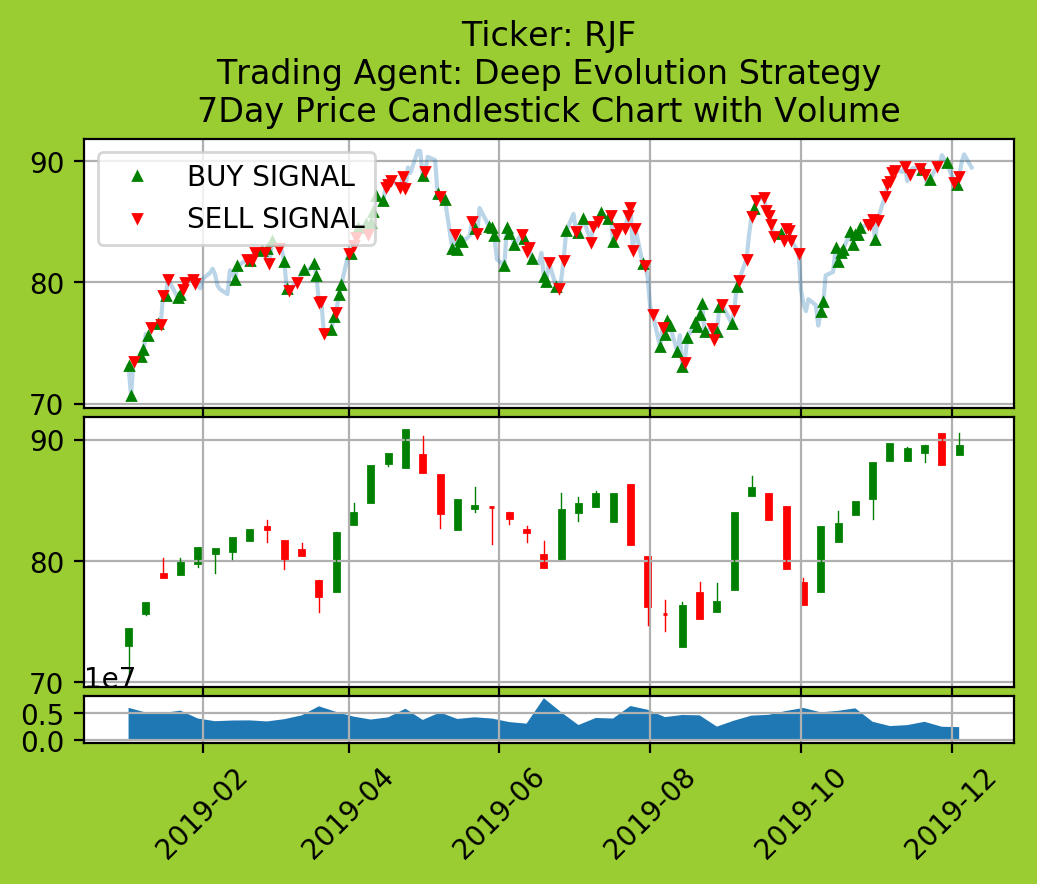 Ticker: RJF
Trading Agent: Deep Evolution Strategy
7Day Price Candlestick Chart with Volume
90
80
70
BUY SIGNAL
SELL SIGNAL
90
80
70
1e7
0.5
0.0
2019-02
2019-04
2019-06
2019-08
2019-10
2019-12